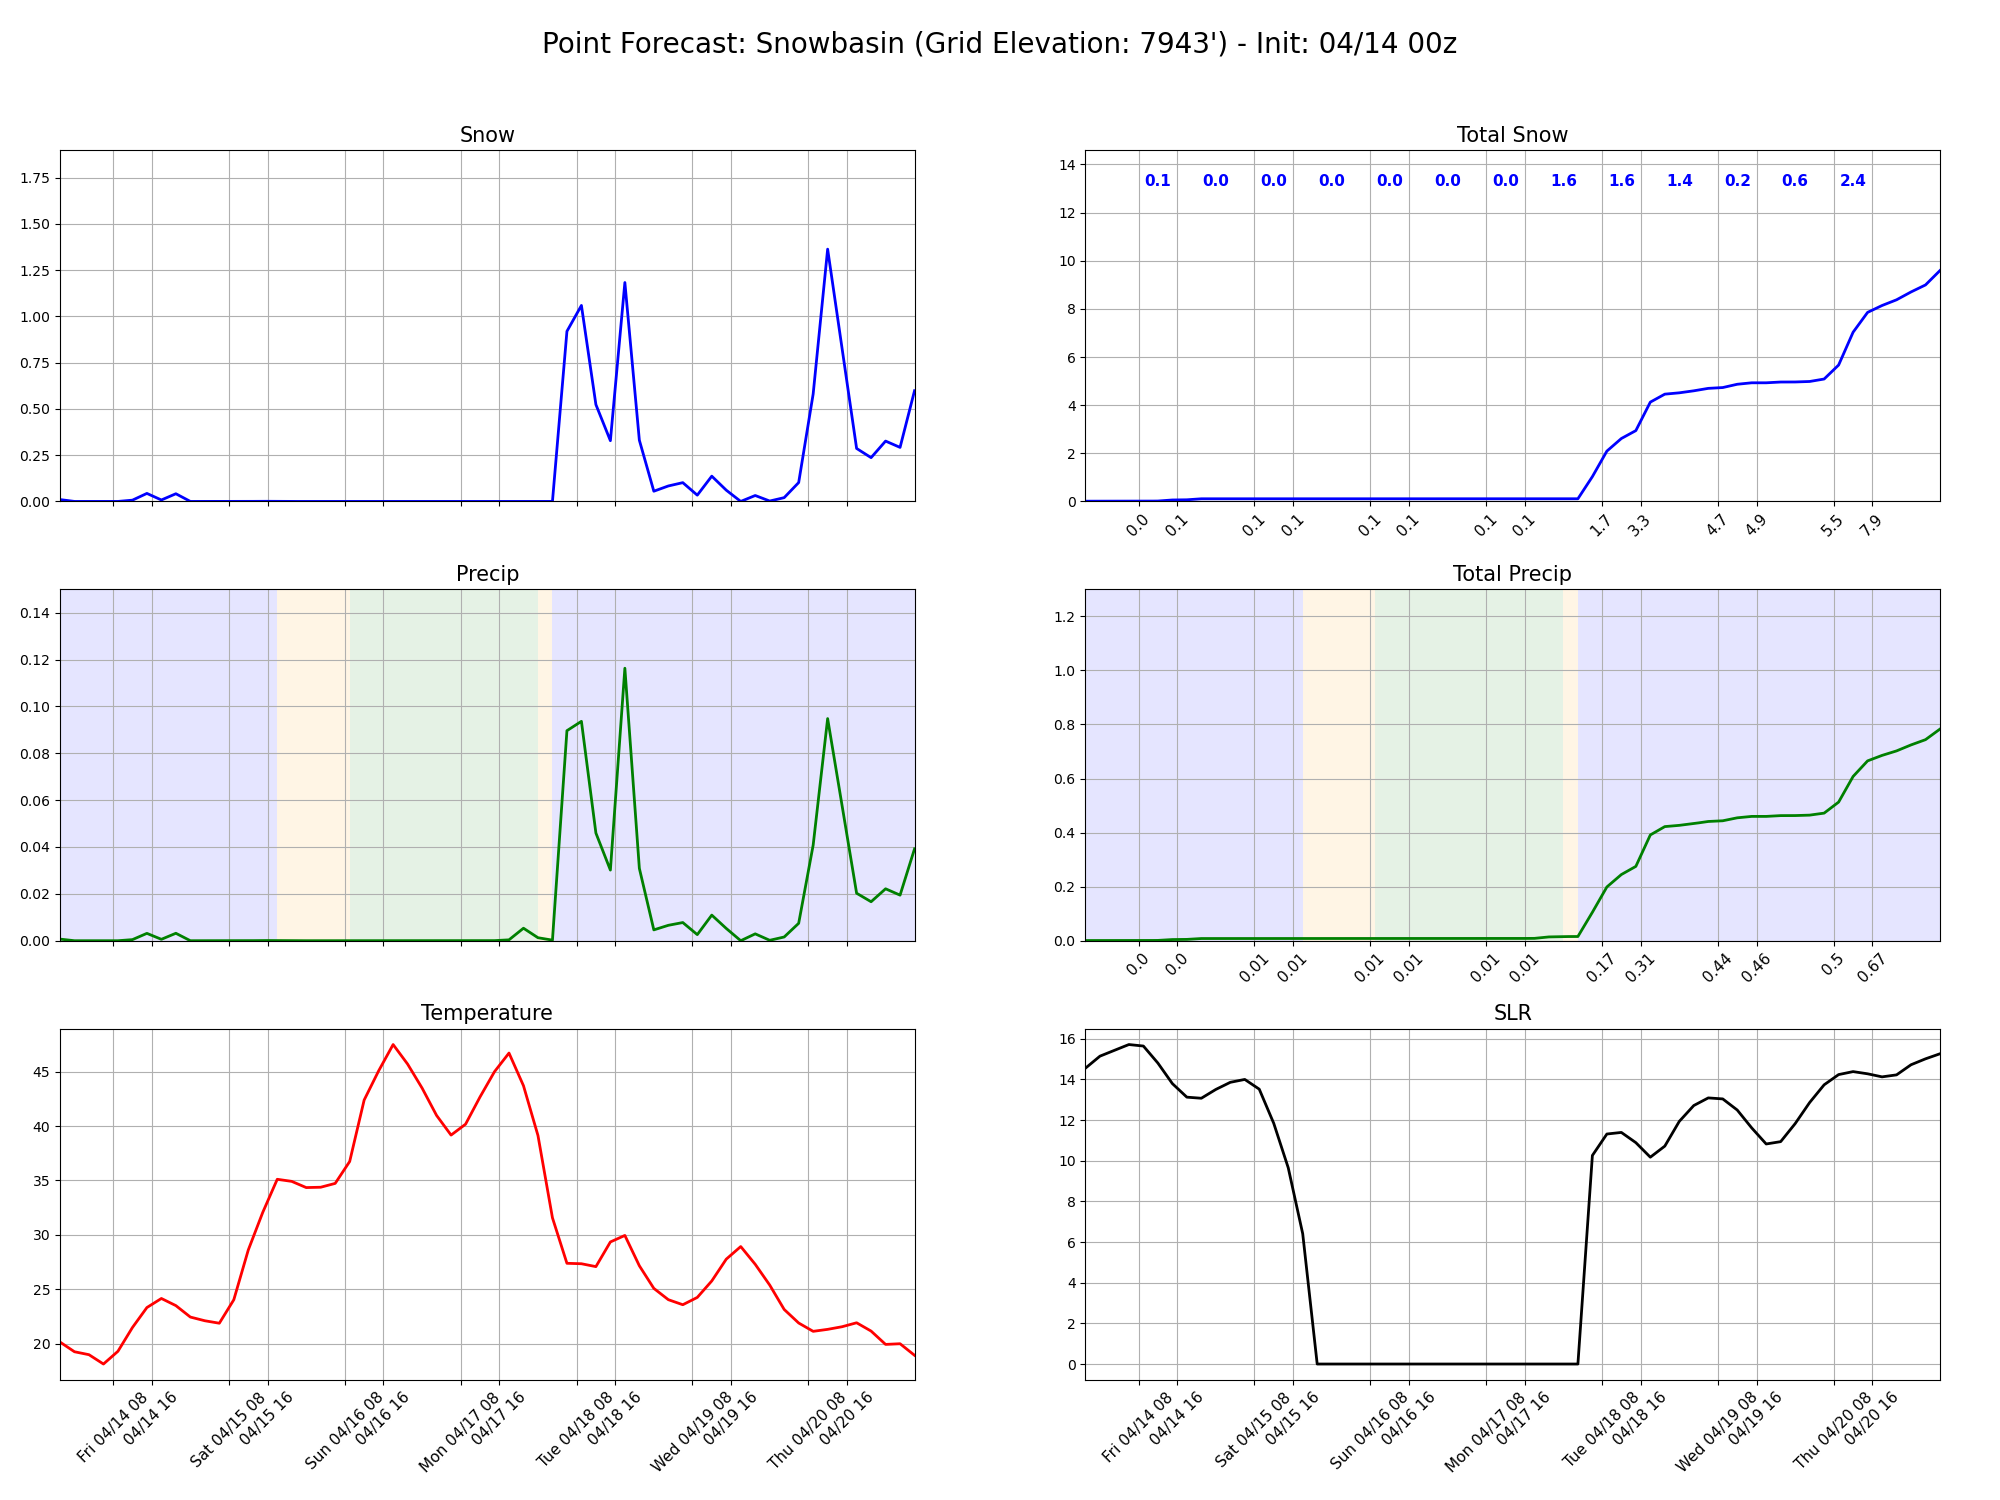 Point Forecast: Snowbasin (Grid Elevation: 7943') - Init: 04/14 00z
Snow
1.75
1.50
1.25
1.00
0.75
0.50
0.25
0.00
Total Snow
14
12
10
8
6
4
2
0
0.1 0.0 0.0 0.0 0.0 0.0 0.0 1.6 1.6 1.4 0.2 0.6 2.4
0.0 0.1 0.1 0.1 0.1 0.1 0.1 0.1 1.7 3.3 4.7 4.9 5.5 7.9
Precip
0.14
0.12
0.10
0.08
0.06
0.04
0.02
0.00
Total Precip
1.2
1.0
0.8
0.6
0.4
0.2
0.0
0.0 0.0 0.01 0.01 0.01 0.01 0.01 0.01 0.17 0.31 0.44 0.46 0.5 0.67
Temperature
45
40
35
30
25
20
Fri 04/14 08
04/14 16
Sat 04/15 08
04/15 16
Sun 04/16 08
04/16 16
Mon 04/17 08
04/17 16
Tue 04/18 08
04/18 16
Wed 04/19 08
04/19 16
Thu 04/20 08
04/20 16
SLR
16
14
12
10
8
6
4
2
0
Fri 04/14 08
04/14 16
Sat 04/15 08
04/15 16
Sun 04/16 08
04/16 16
Mon 04/17 08
04/17 16
Tue 04/18 08
04/18 16
Wed 04/19 08
04/19 16
Thu 04/20 08
04/20 16